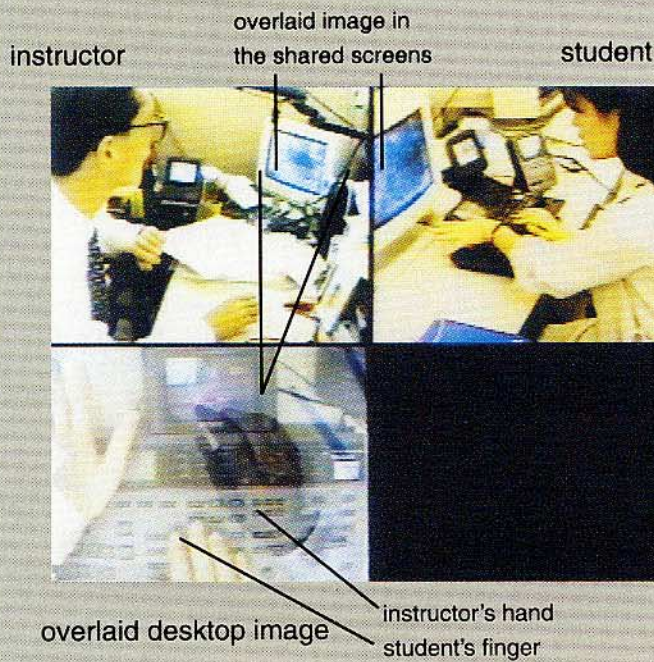 overlaid image in
the shared screens
instructor
student
overlaid desktop image
instructor's hand
student's finger